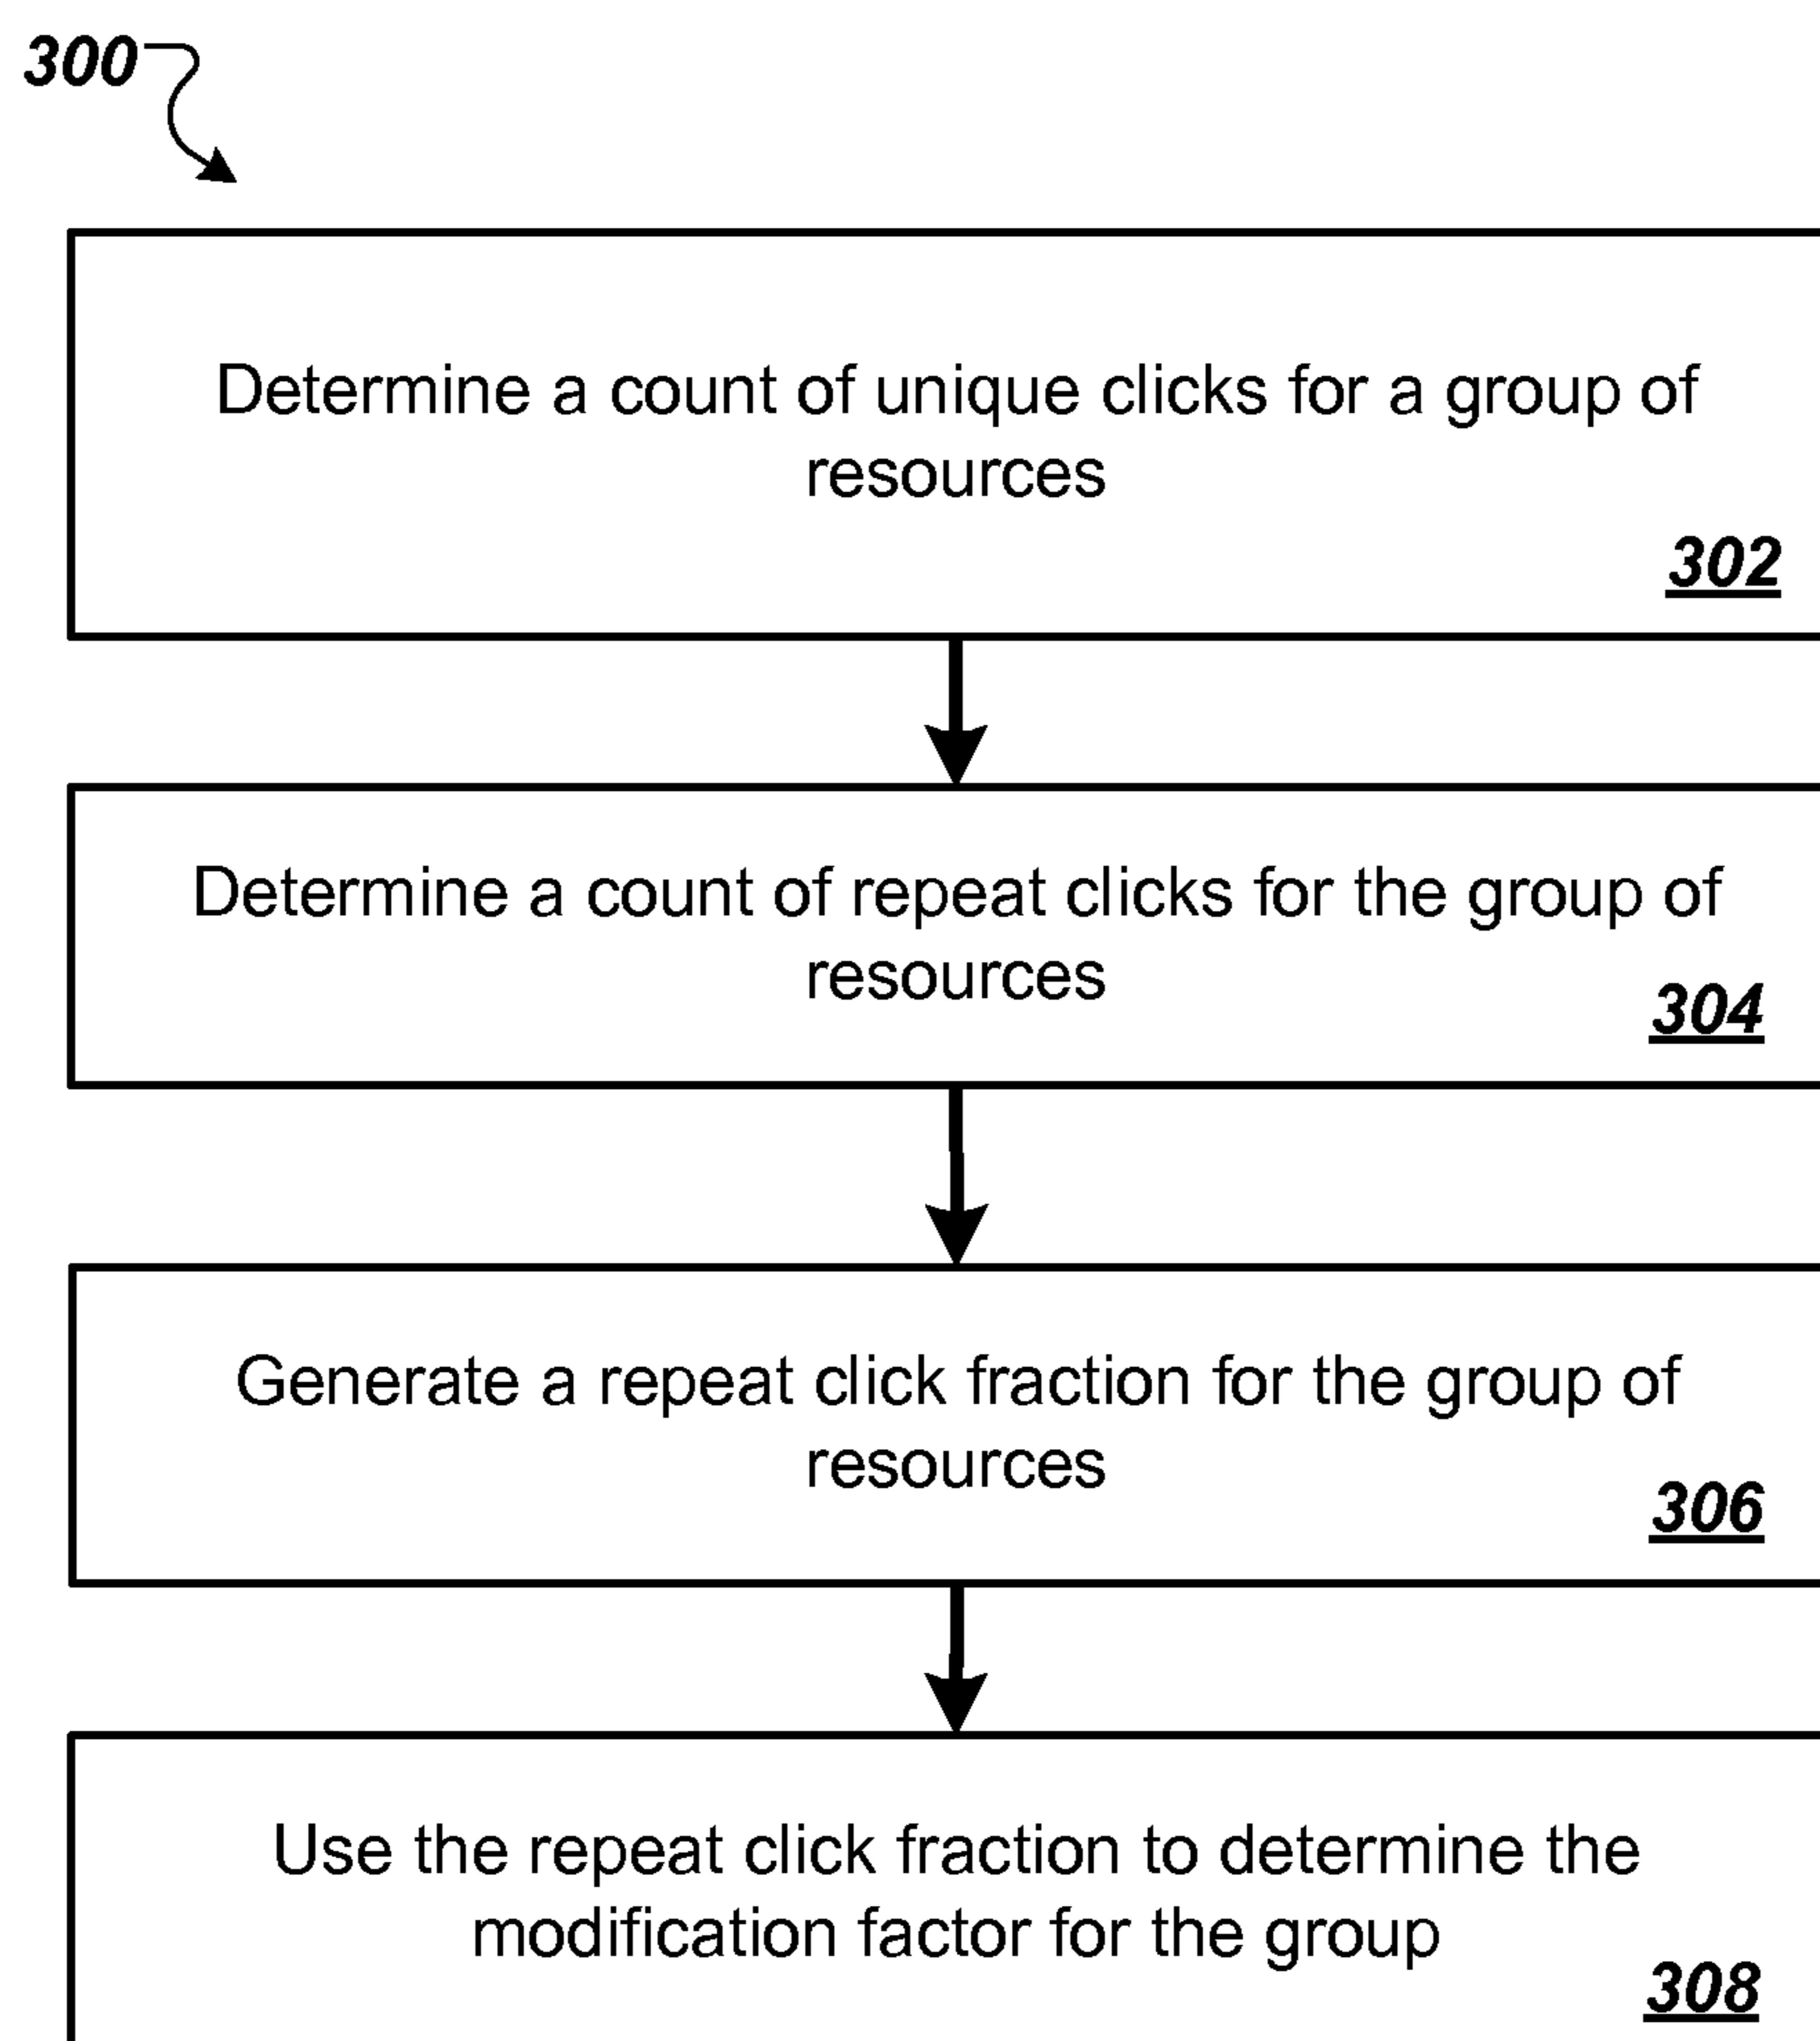 300
Determine a count of unique clicks for a group of
resources
302
Determine a count of repeat clicks for the group of
resources
304
Generate a repeat click fraction for the group of
resources
306
Use the repeat click fraction to determine the
modification factor for the group
308